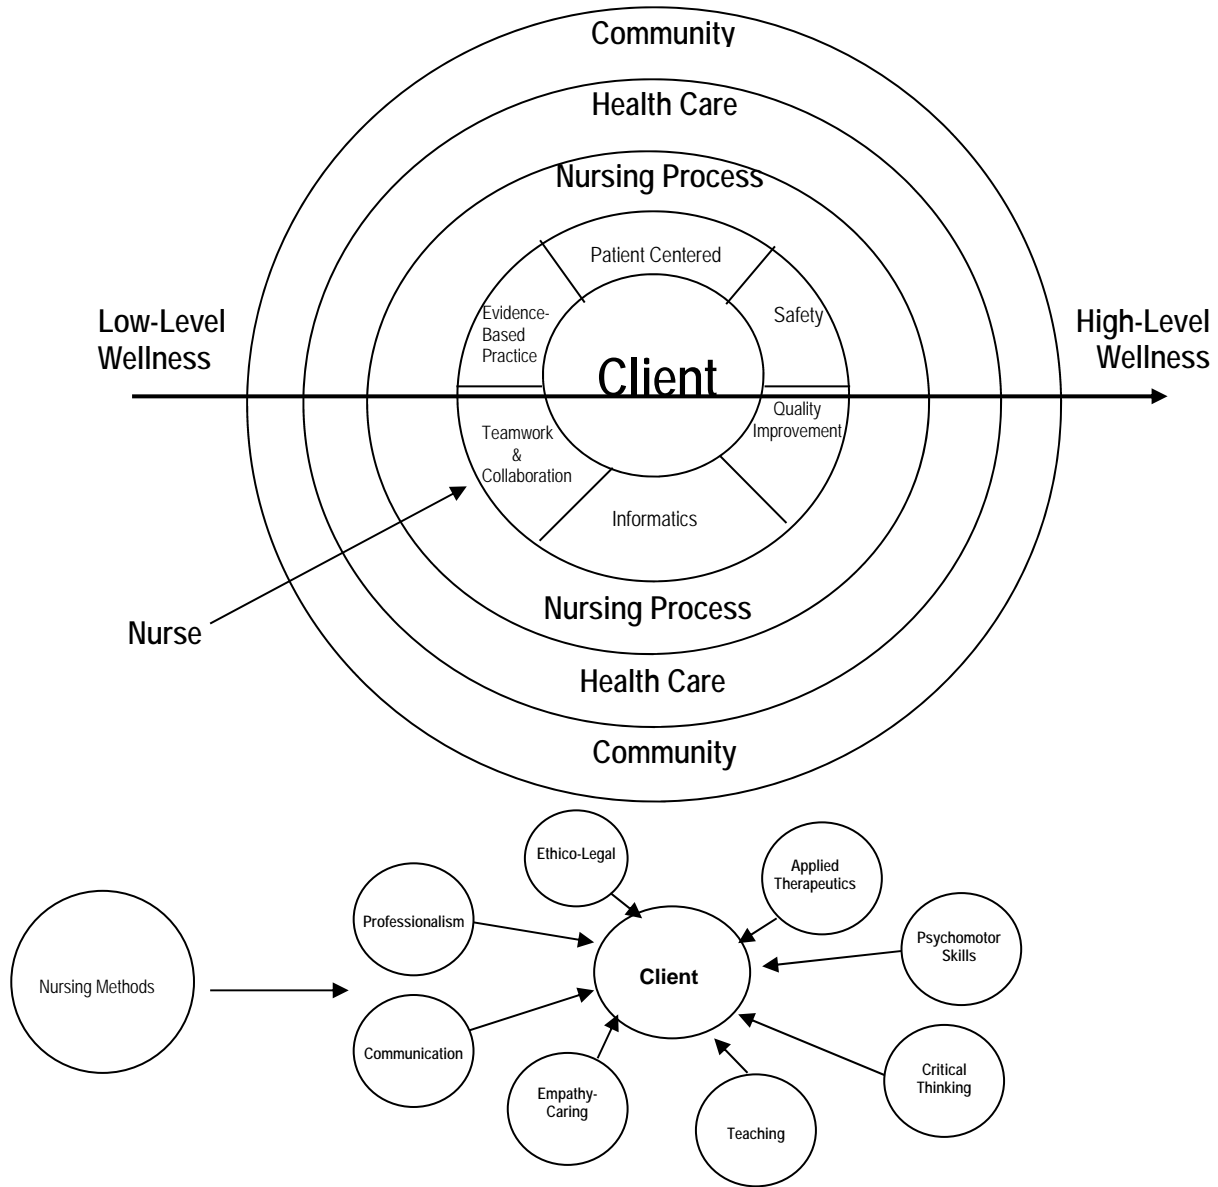 Community
Health Care
Nursing Process
Patient Centered
Evidence-
Based
Practice
Safety
Low-Level
Wellness
High-Level
Wellness
Client
Quality
Improvement
Teamwork
&
Collaboration
Informatics
Nursing Process
Nurse
Health Care
Community
Ethico-Legal
Applied
Therapeutics
Professionalism
Psychomotor
Skills
Client
Nursing Methods
Communication
Critical
Thinking
Empathy-
Caring
Teaching